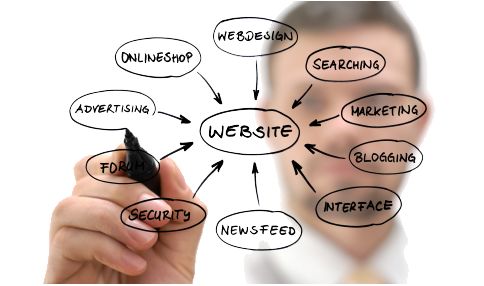 WEBDESIGN
ONLINESHOP
SEARCHING
ADVERTISING
MARKETING
WEBSITE
FORUM
BLOGGING
SECURITY
INTERFACE
NEWSFEED